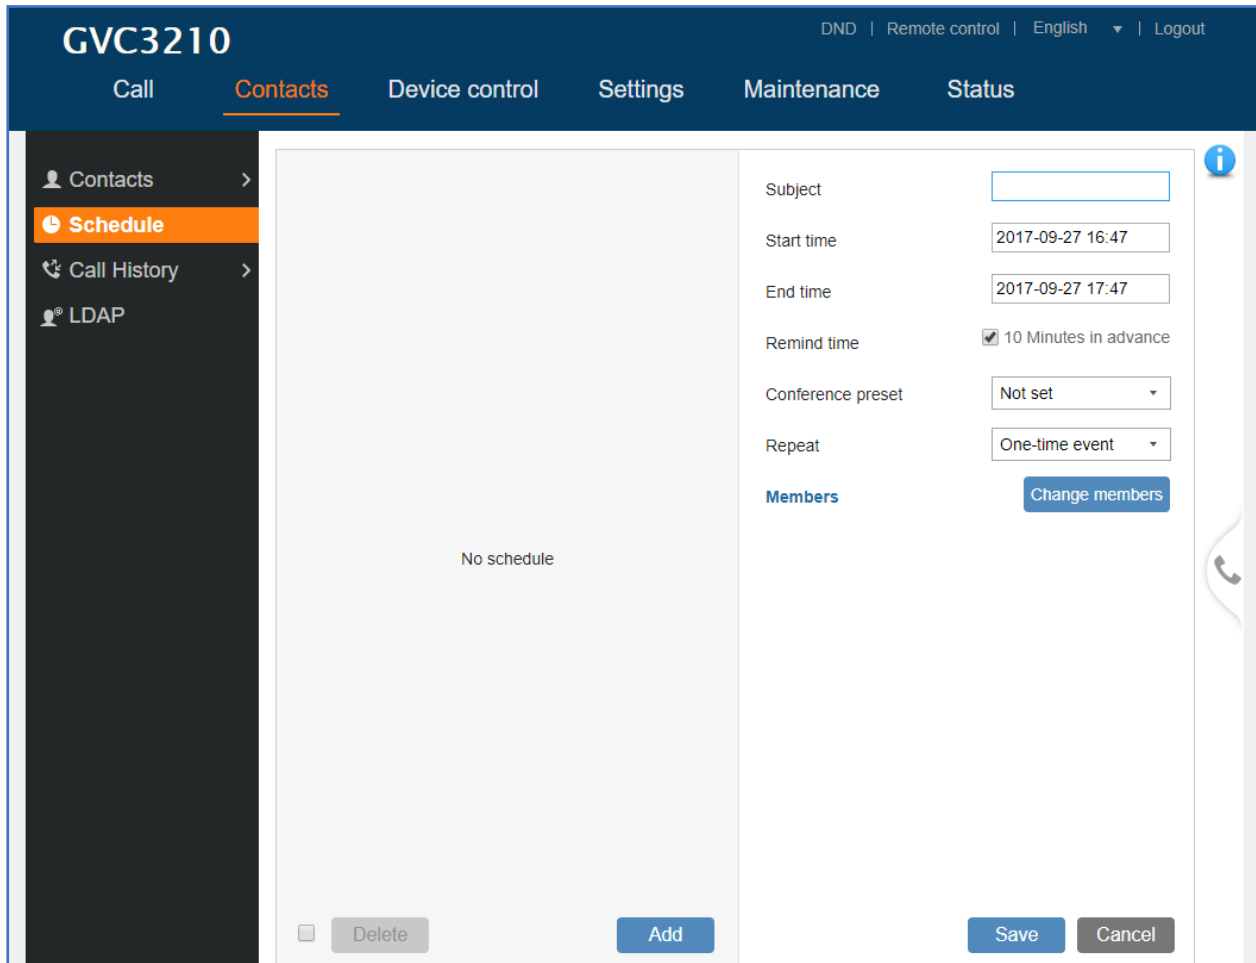 GVC3210
DND | Remote control | English | Logout
Call Contacts Device control Settings Maintenance Status
Contacts
Schedule
Call History
LDAP
No schedule
Delete
Add
Subject
Start time 2017-09-27 16:47
End time 2017-09-27 17:47
Remind time 10 Minutes in advance
Conference preset Not set
Repeat One-time event
Members Change members
Save Cancel